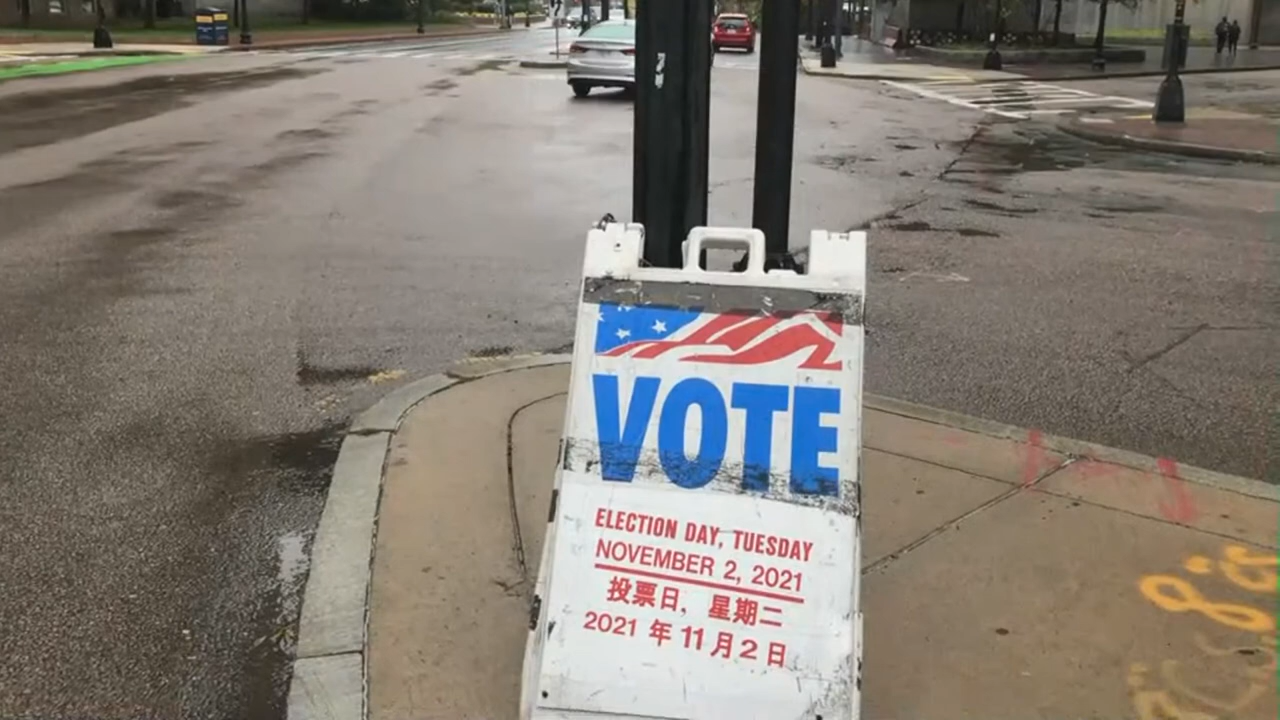 VOTE
ELECTION DAY, TUESDAY
NOVEMBER 2, 2021
投票日, 星期二
2021 年 11 月 2 日